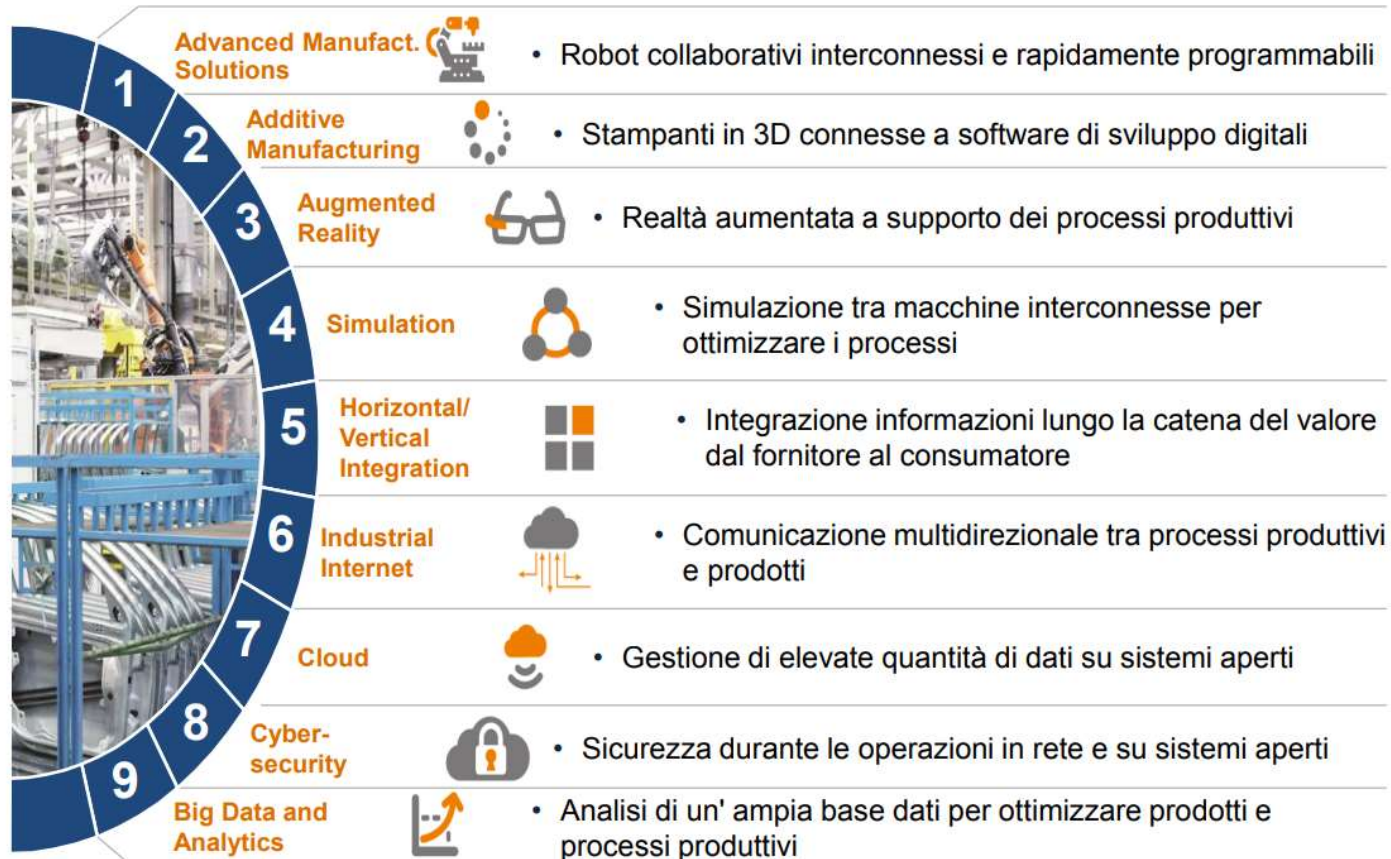 1
Advanced Manufact.
Solutions
• Robot collaborativi interconnessi e rapidamente programmabili
2
Additive
Manufacturing
• Stampanti in 3D connesse a software di sviluppo digitali
3
Augmented
Reality
• Realtà aumentata a supporto dei processi produttivi
4
Simulation
• Simulazione tra macchine interconnesse per
ottimizzare i processi
5
Horizontal/
Vertical
Integration
• Integrazione informazioni lungo la catena del valore
dal fornitore al consumatore
6
Industrial
Internet
• Comunicazione multidirezionale tra processi produttivi
e prodotti
7
Cloud
• Gestione di elevate quantità di dati su sistemi aperti
8
Cyber-
security
• Sicurezza durante le operazioni in rete e su sistemi aperti
9
Big Data and
Analytics
• Analisi di un' ampia base dati per ottimizzare prodotti e
processi produttivi